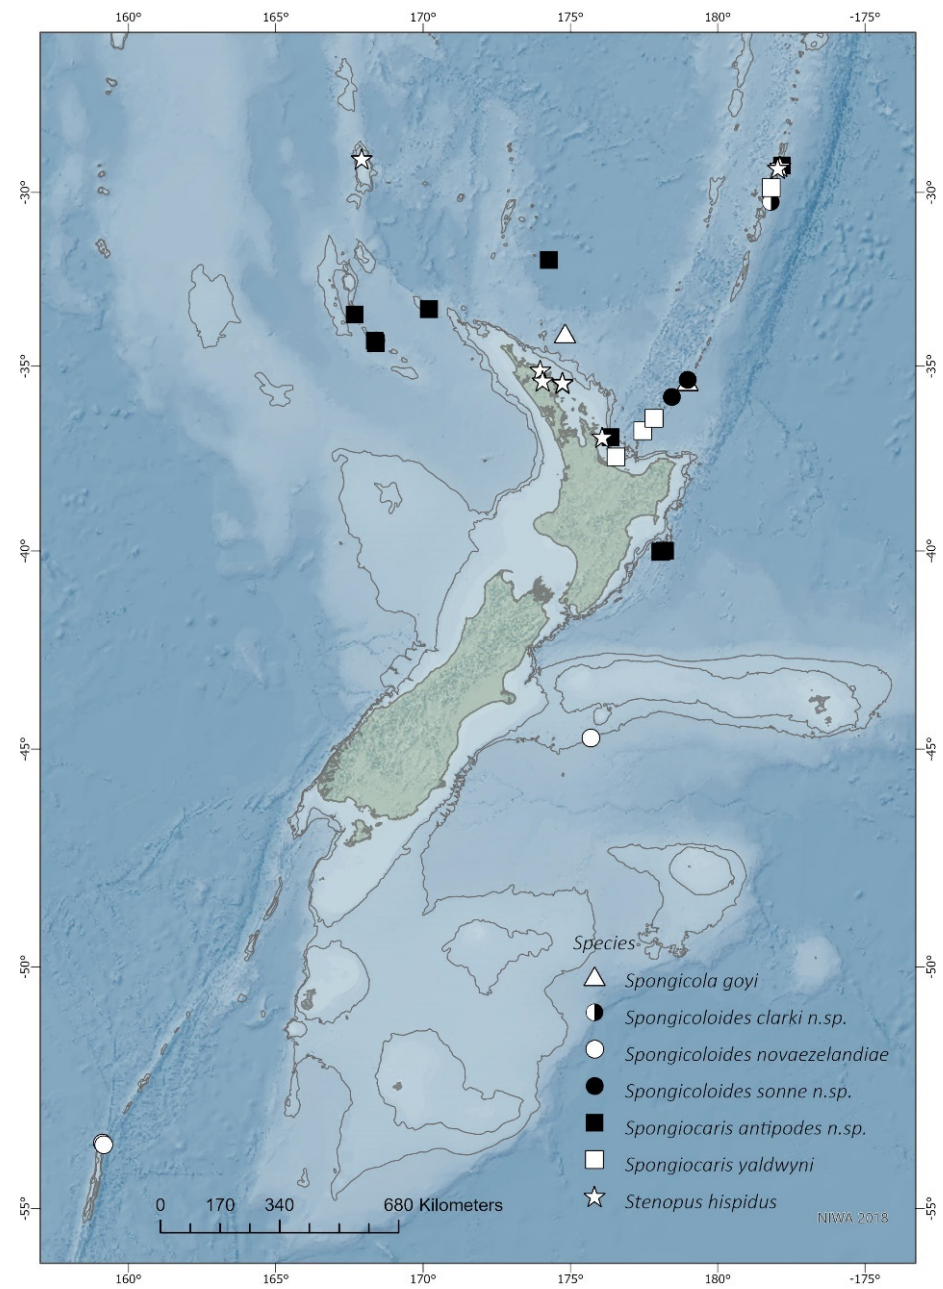 160° 165° 170° 175° 180° -175°
-30° -30°
-35° -35°
-40° -40°
-45° -45°
-50° -50°
-55° -55°
Species
Spongicola goyi
Spongicoloides clarki n.sp.
Spongicoloides novaezelandiae
Spongicoloides sonne n.sp.
Spongiocaris antipodes n.sp.
Spongiocaris yaldwyni
Stenopus hispidus
0 170 340 680 Kilometers
NIWA 2018
160° 165° 170° 175° 180° -175°